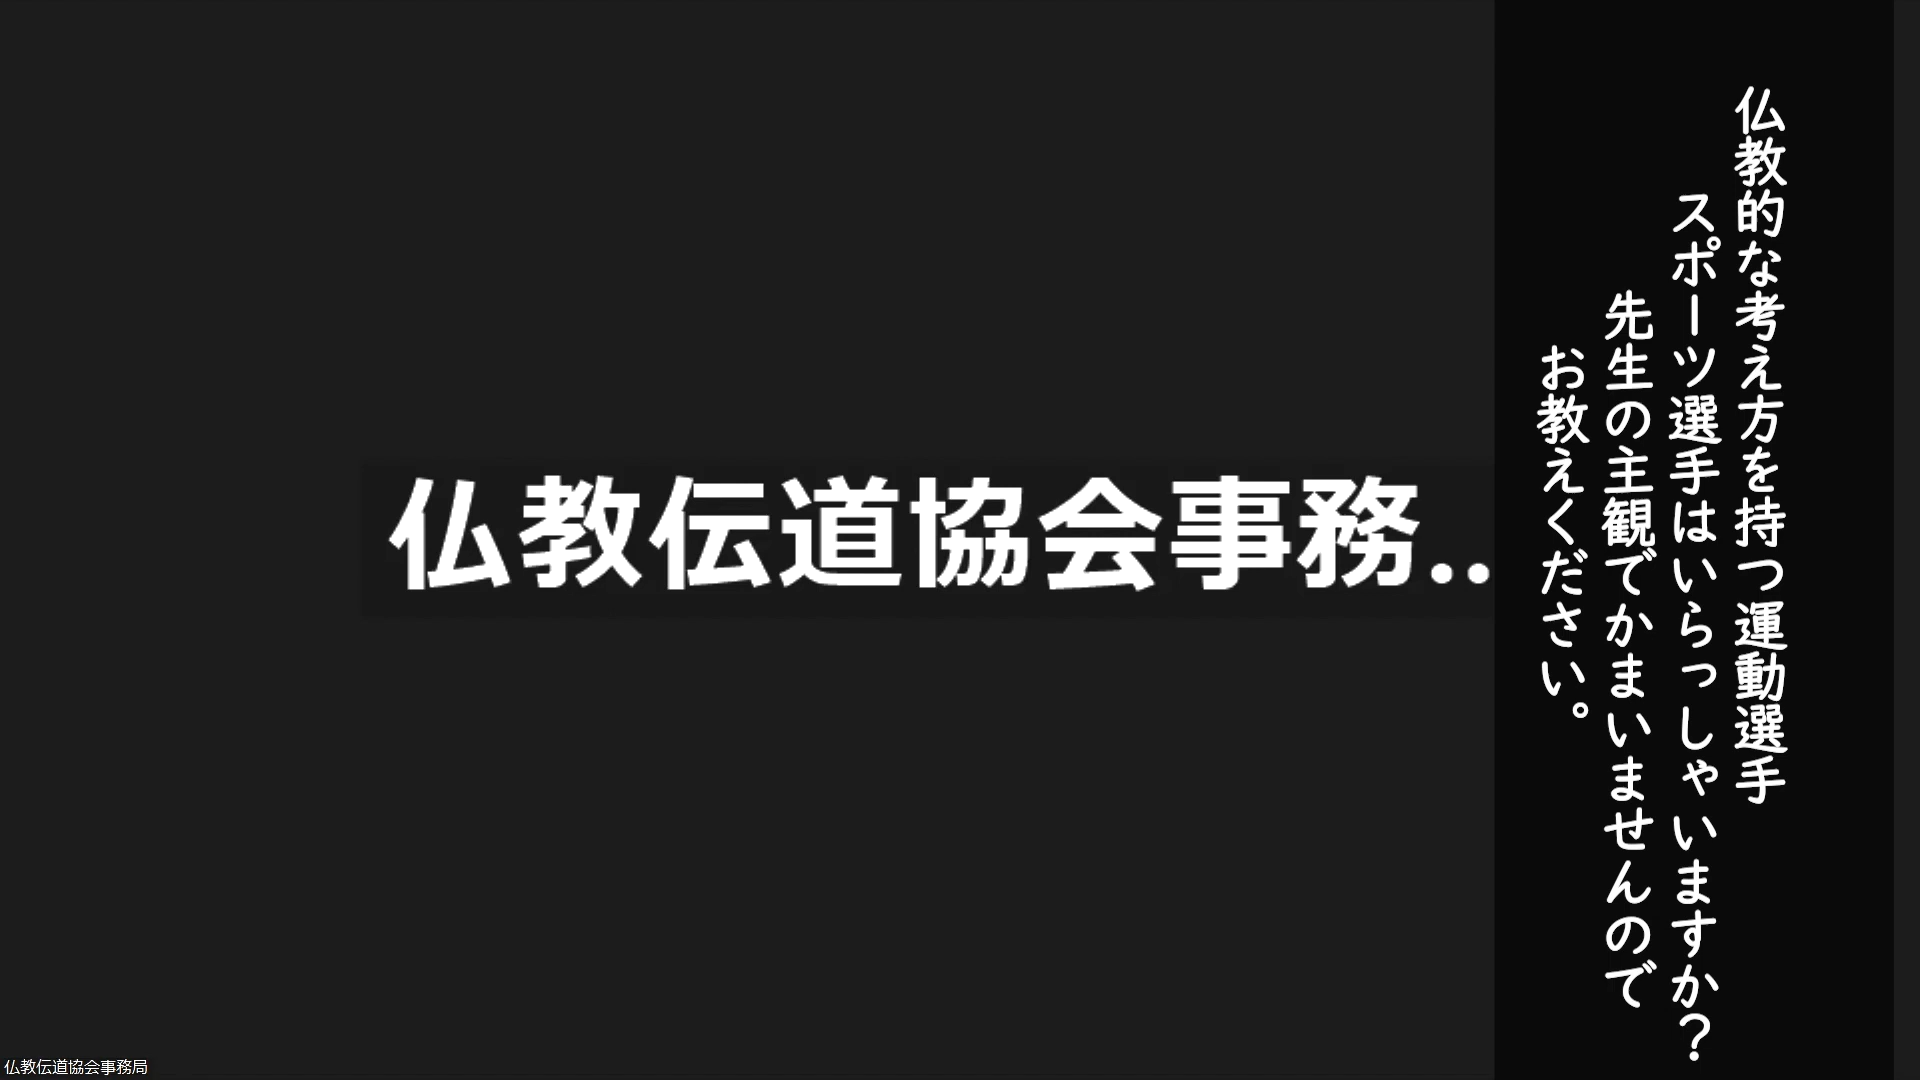 仏教的な考え方を持つ運動選手
スポーツ選手はいらっしゃいますか?
先生の主観でかまいませんので
お教えください。
仏教伝道協会事務..
仏教伝道協会事務局